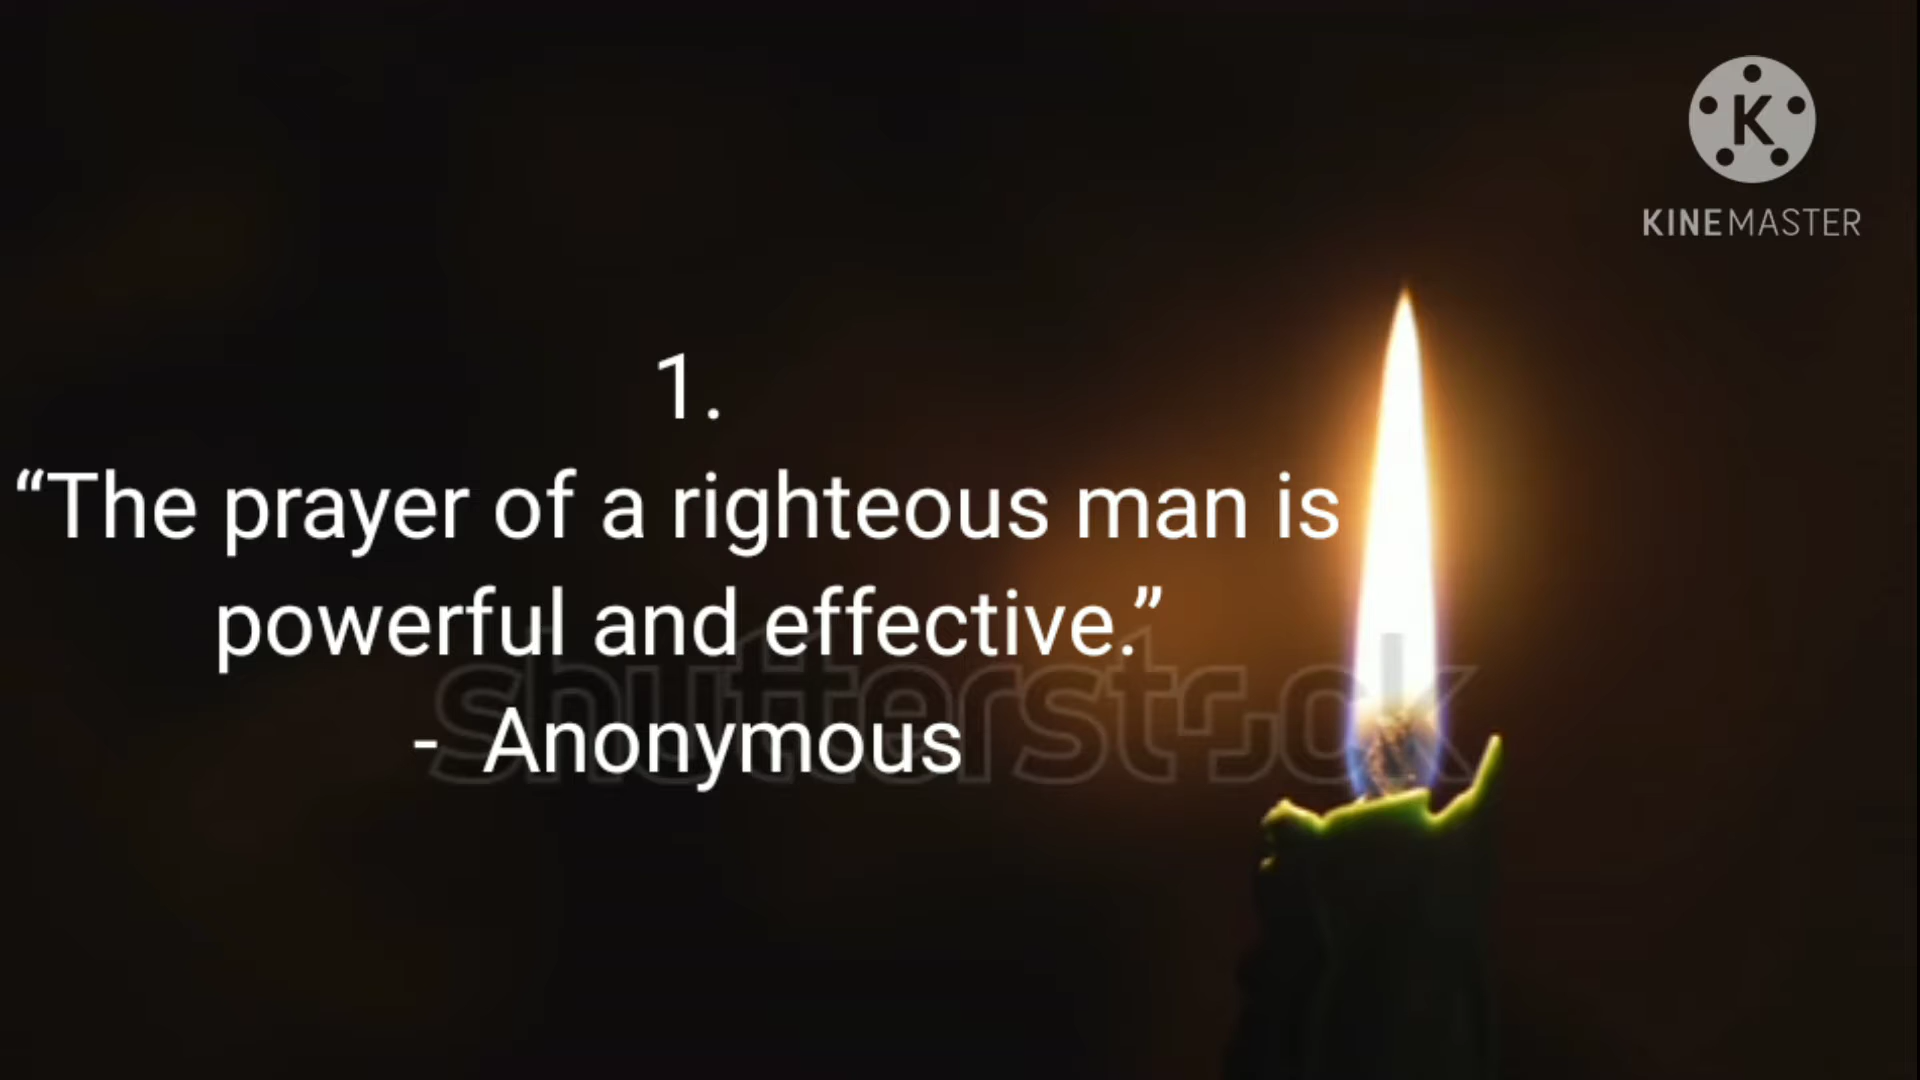 KINEMASTER
1.
“The prayer of a righteous man is
powerful and effective.”
- Anonymous
shutterstock